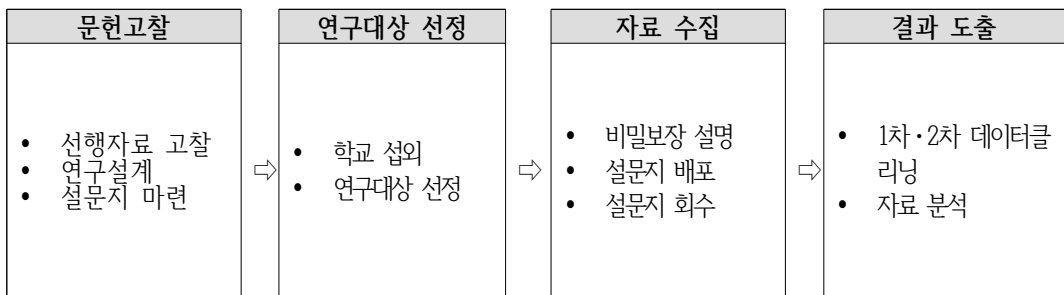 문헌고찰
• 선행자료 고찰
• 연구설계
• 설문지 마련
⇨
연구대상 선정
• 학교 섭외
• 연구대상 선정
⇨
자료 수집
• 비밀보장 설명
• 설문지 배포
• 설문지 회수
⇨
결과 도출
• 1차·2차 데이터클
리닝
• 자료 분석